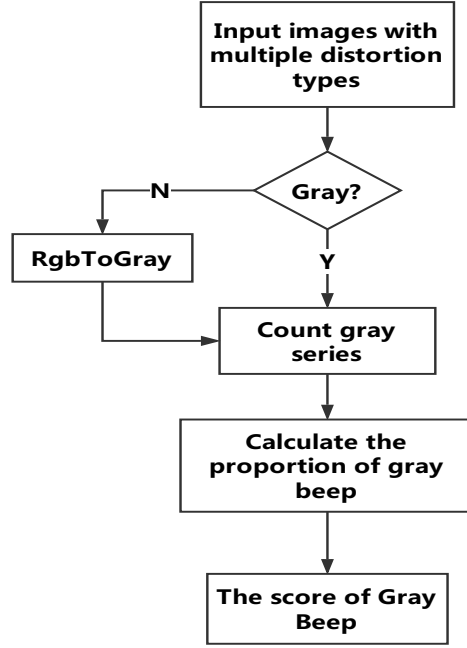 Input images with
multiple distortion
types
Gray?
N
RgbToGray
Y
Count gray
series
Calculate the
proportion of gray
beep
The score of Gray
Beep